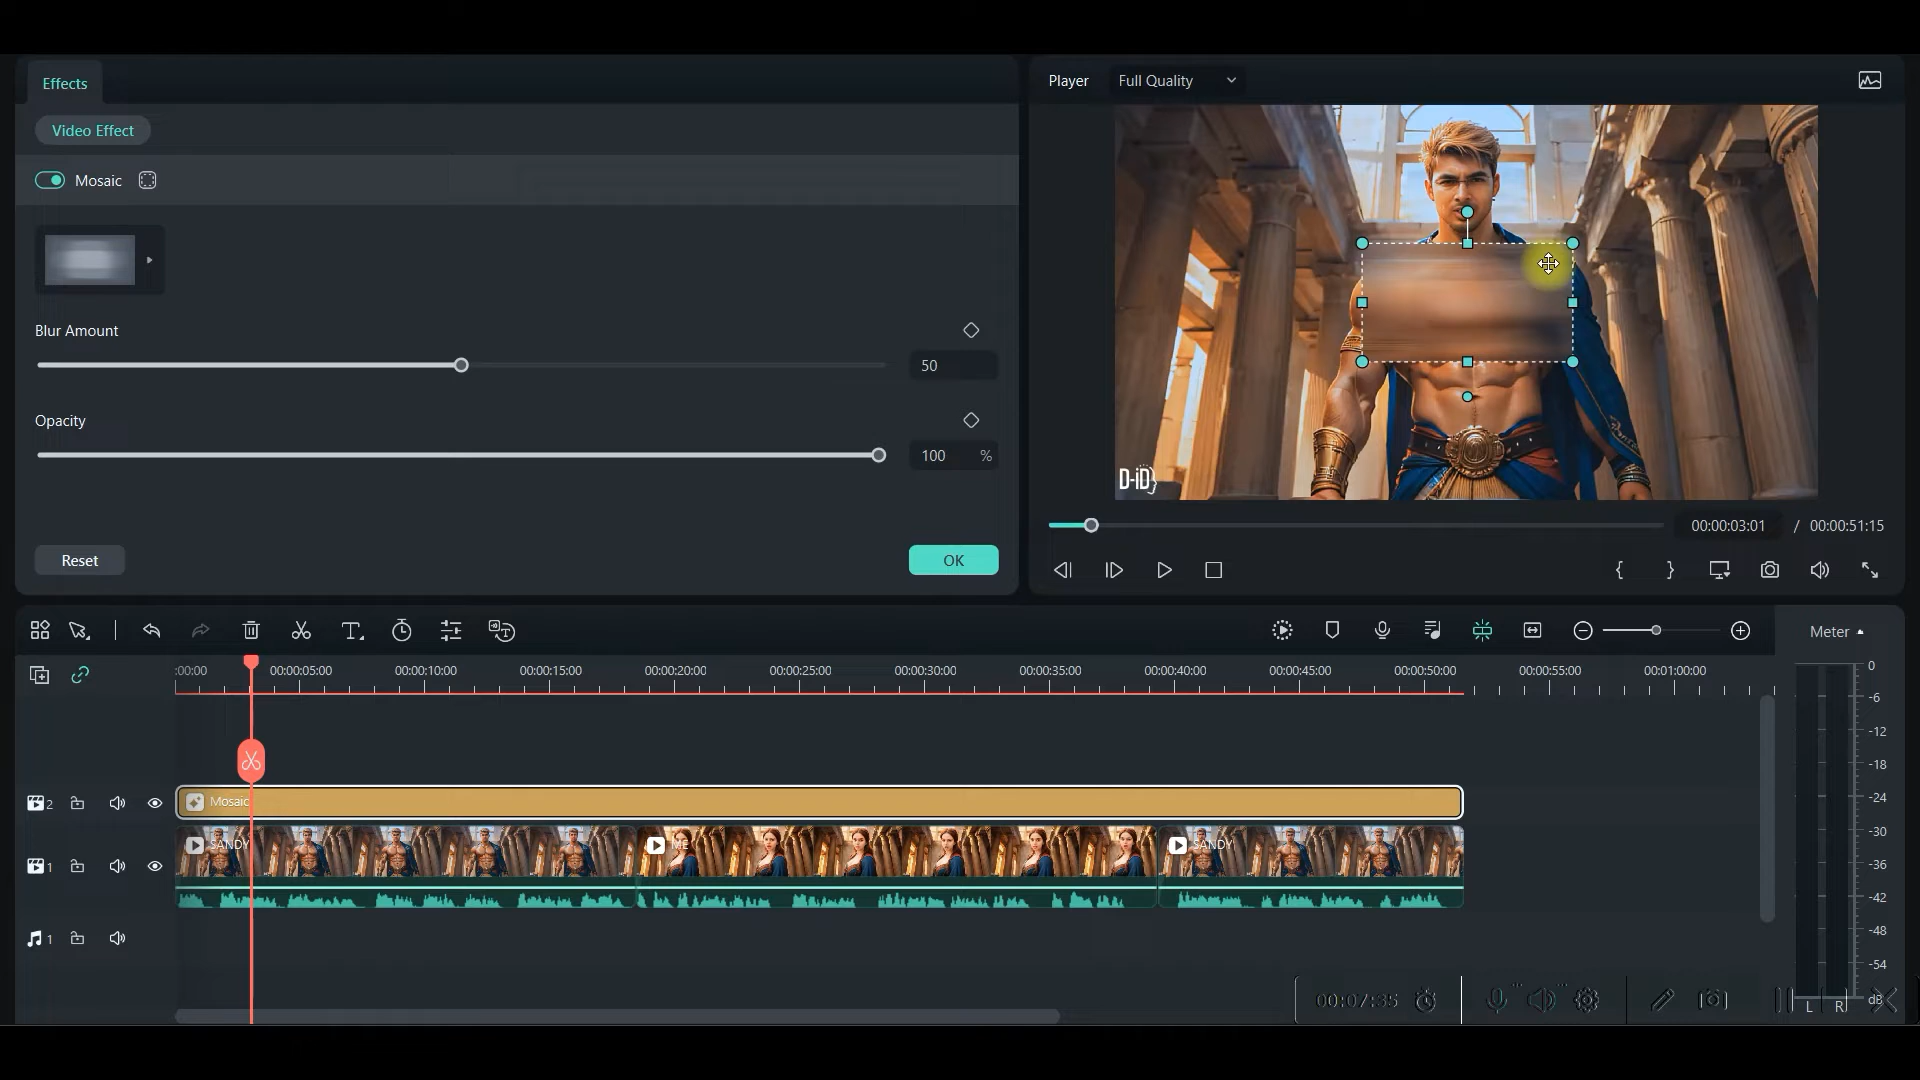 Effects
Player Full Quality
Video Effect
Mosaic
Blur Amount
50
Opacity
100 %
D-iD
Reset
OK
00:00:03:01 / 00:00:51:15
Meter
:00:00 00:00:05:00 00:00:10:00 00:00:15:00 00:00:20:00 00:00:25:00 00:00:30:00 00:00:35:00 00:00:40:00 00:00:45:00 00:00:50:00 00:00:55:00 00:01:00:00
0
-6
-12
-18
-24
-30
-36
-42
-48
-54
dB
L R
2 Mosaic
1 SANDY ME SANDY
1
00:07:35